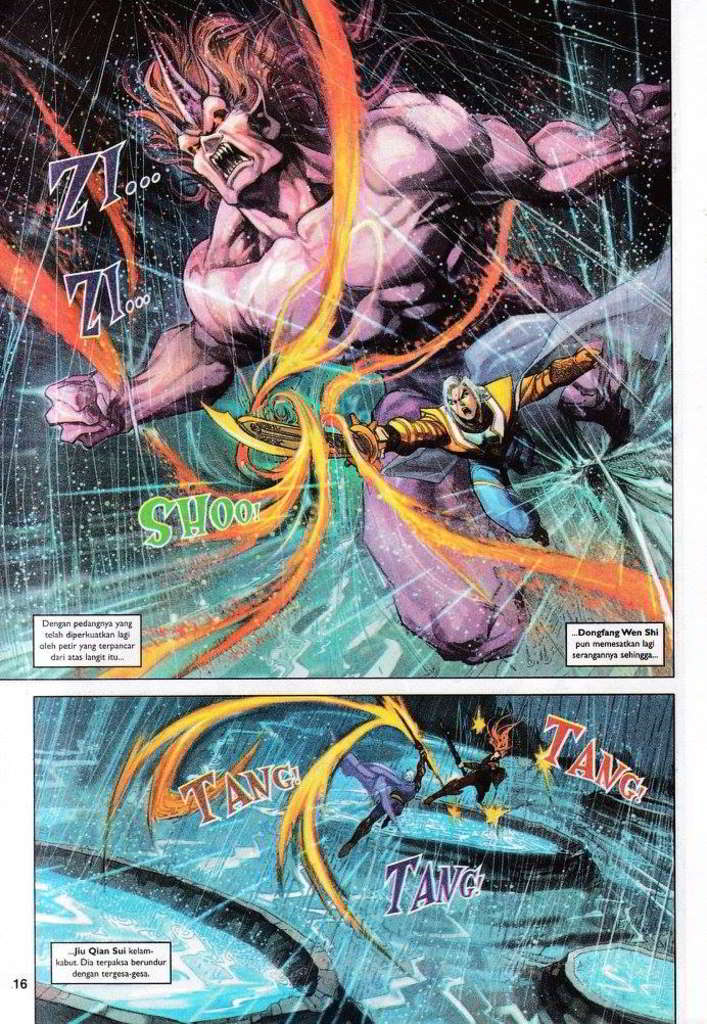 ZI...
ZI...
SHOO!
Dengan pedangnya yang
telah diperkuatkan lagi
oleh petir yang terpancar
dari atas langit itu...
...Dongfang Wen Shi
pun memesatkan lagi
serangannya sehingga...
TANG!
TANG!
TANG!
...Jiu Qian Sui kelam-
kabut. Dia terpaksa berundur
dengan tergesa-gesa.
16